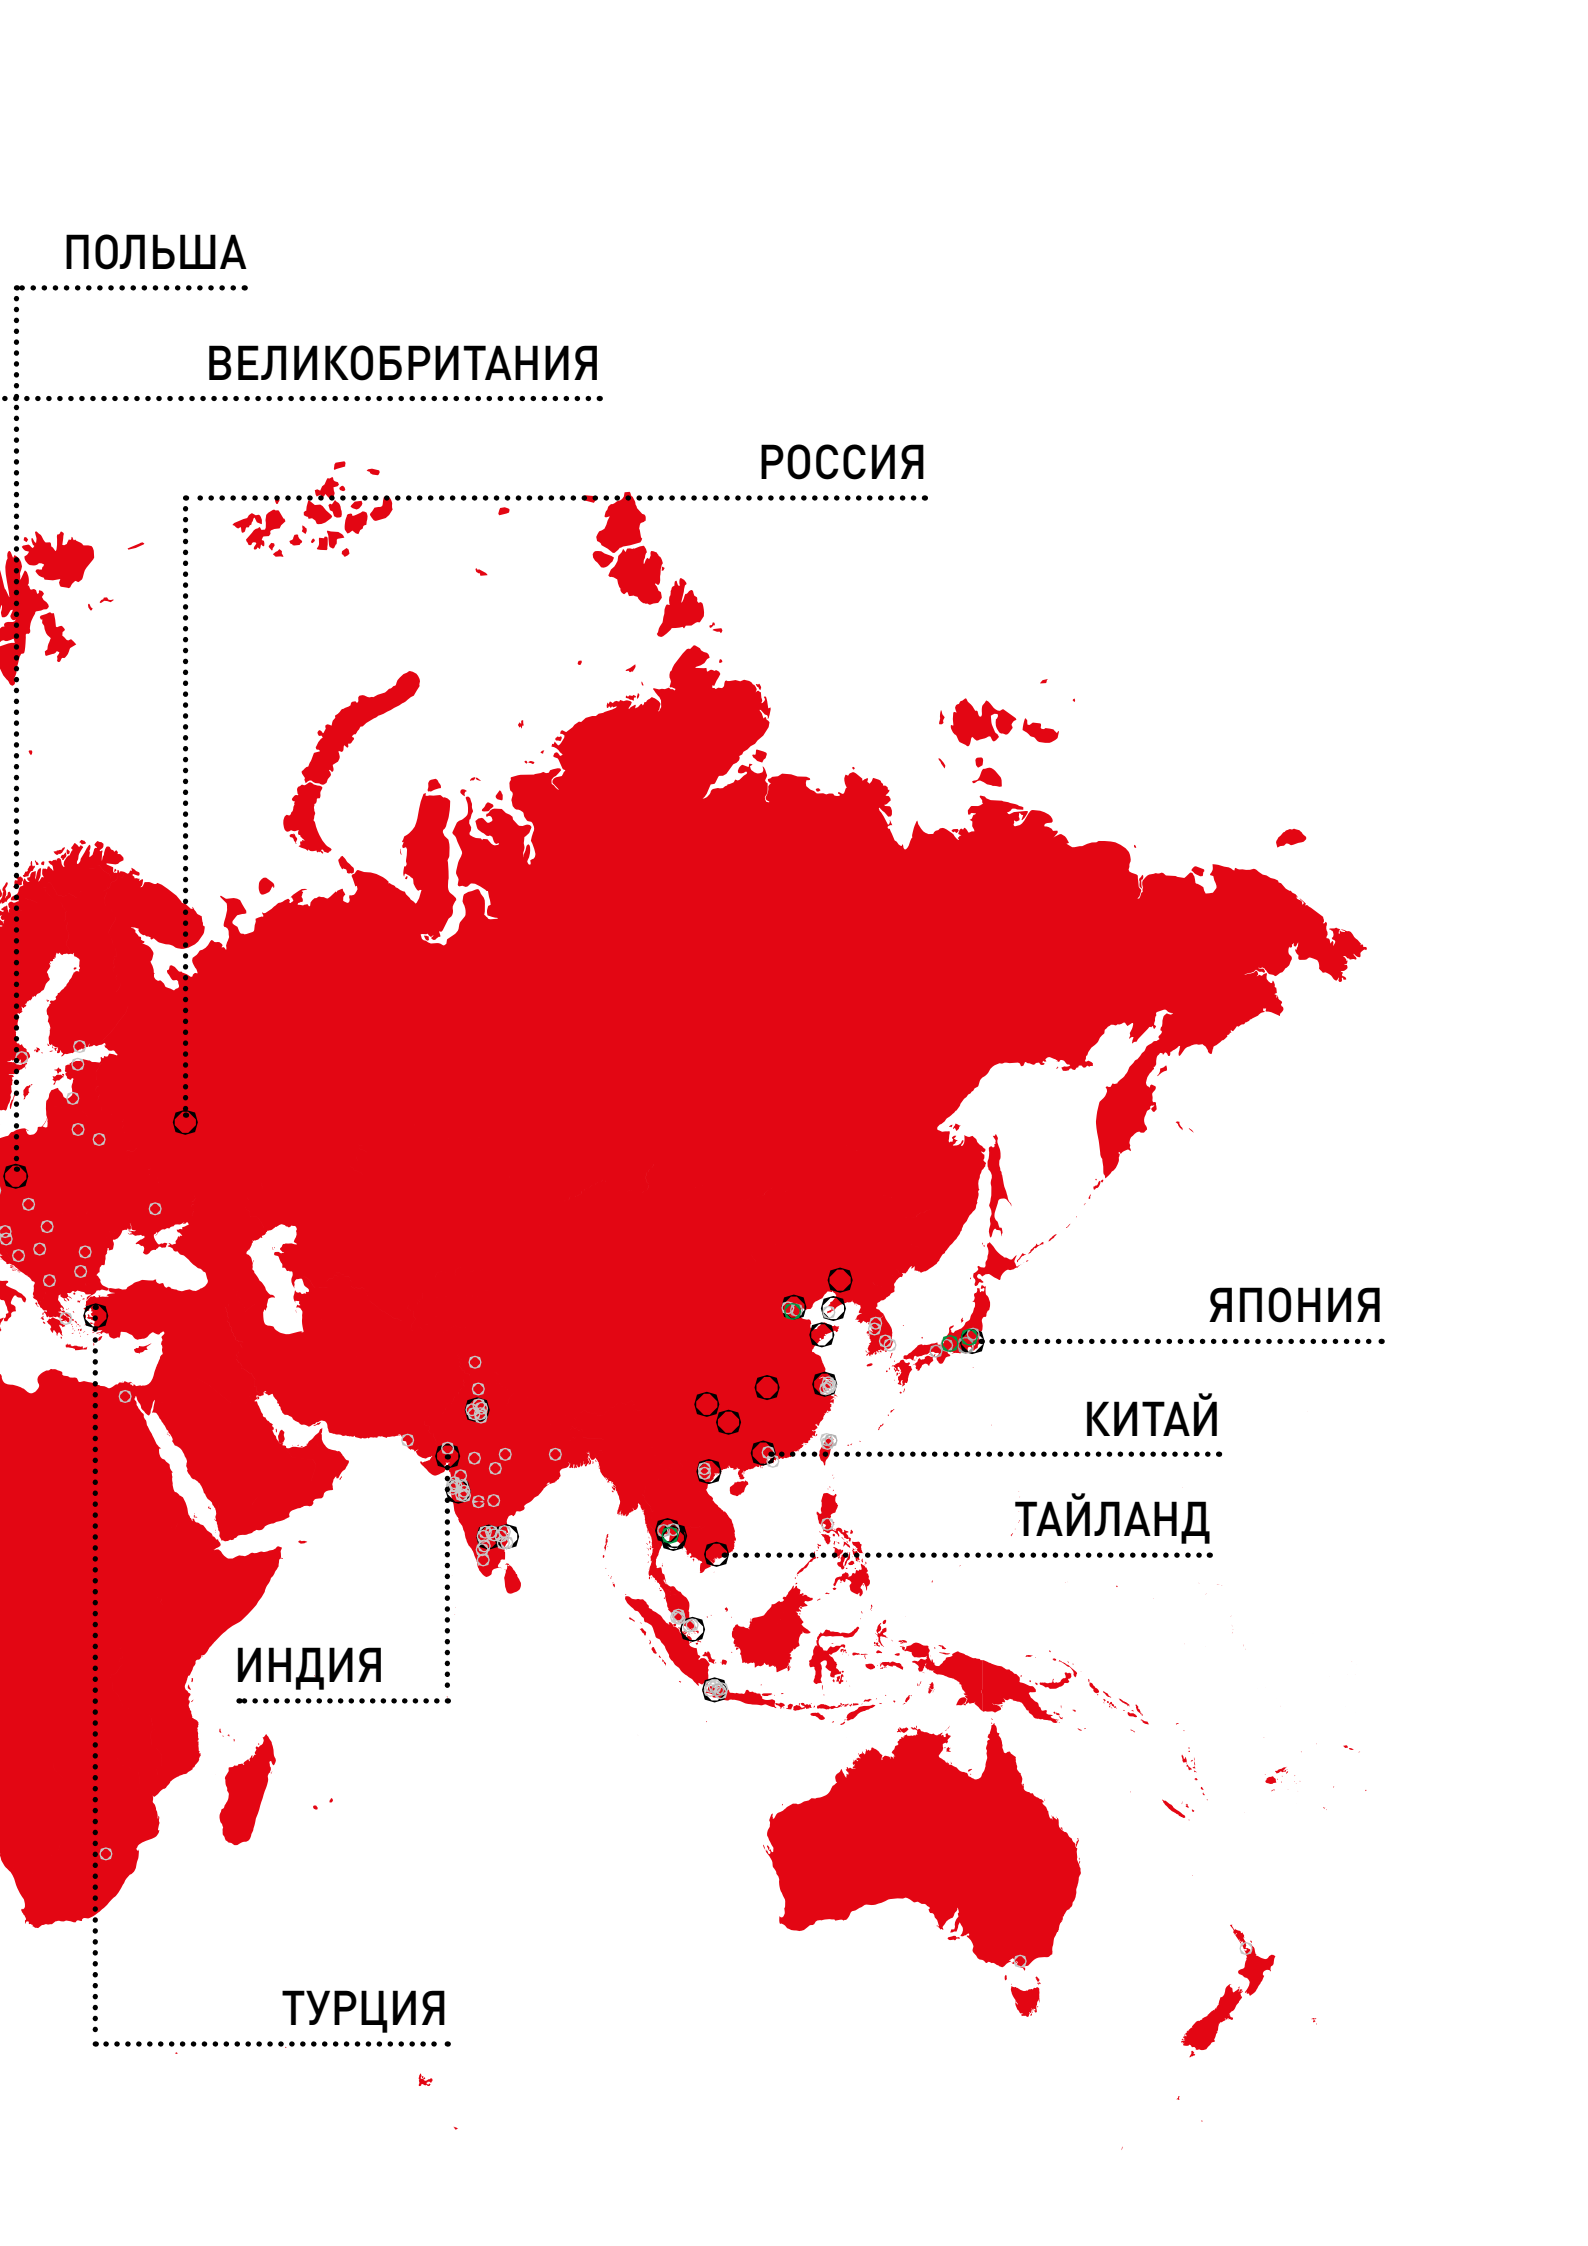 ПОЛЬША
ВЕЛИКОБРИТАНИЯ
РОССИЯ
ЯПОНИЯ
КИТАЙ
ТАЙЛАНД
ИНДИЯ
ТУРЦИЯ